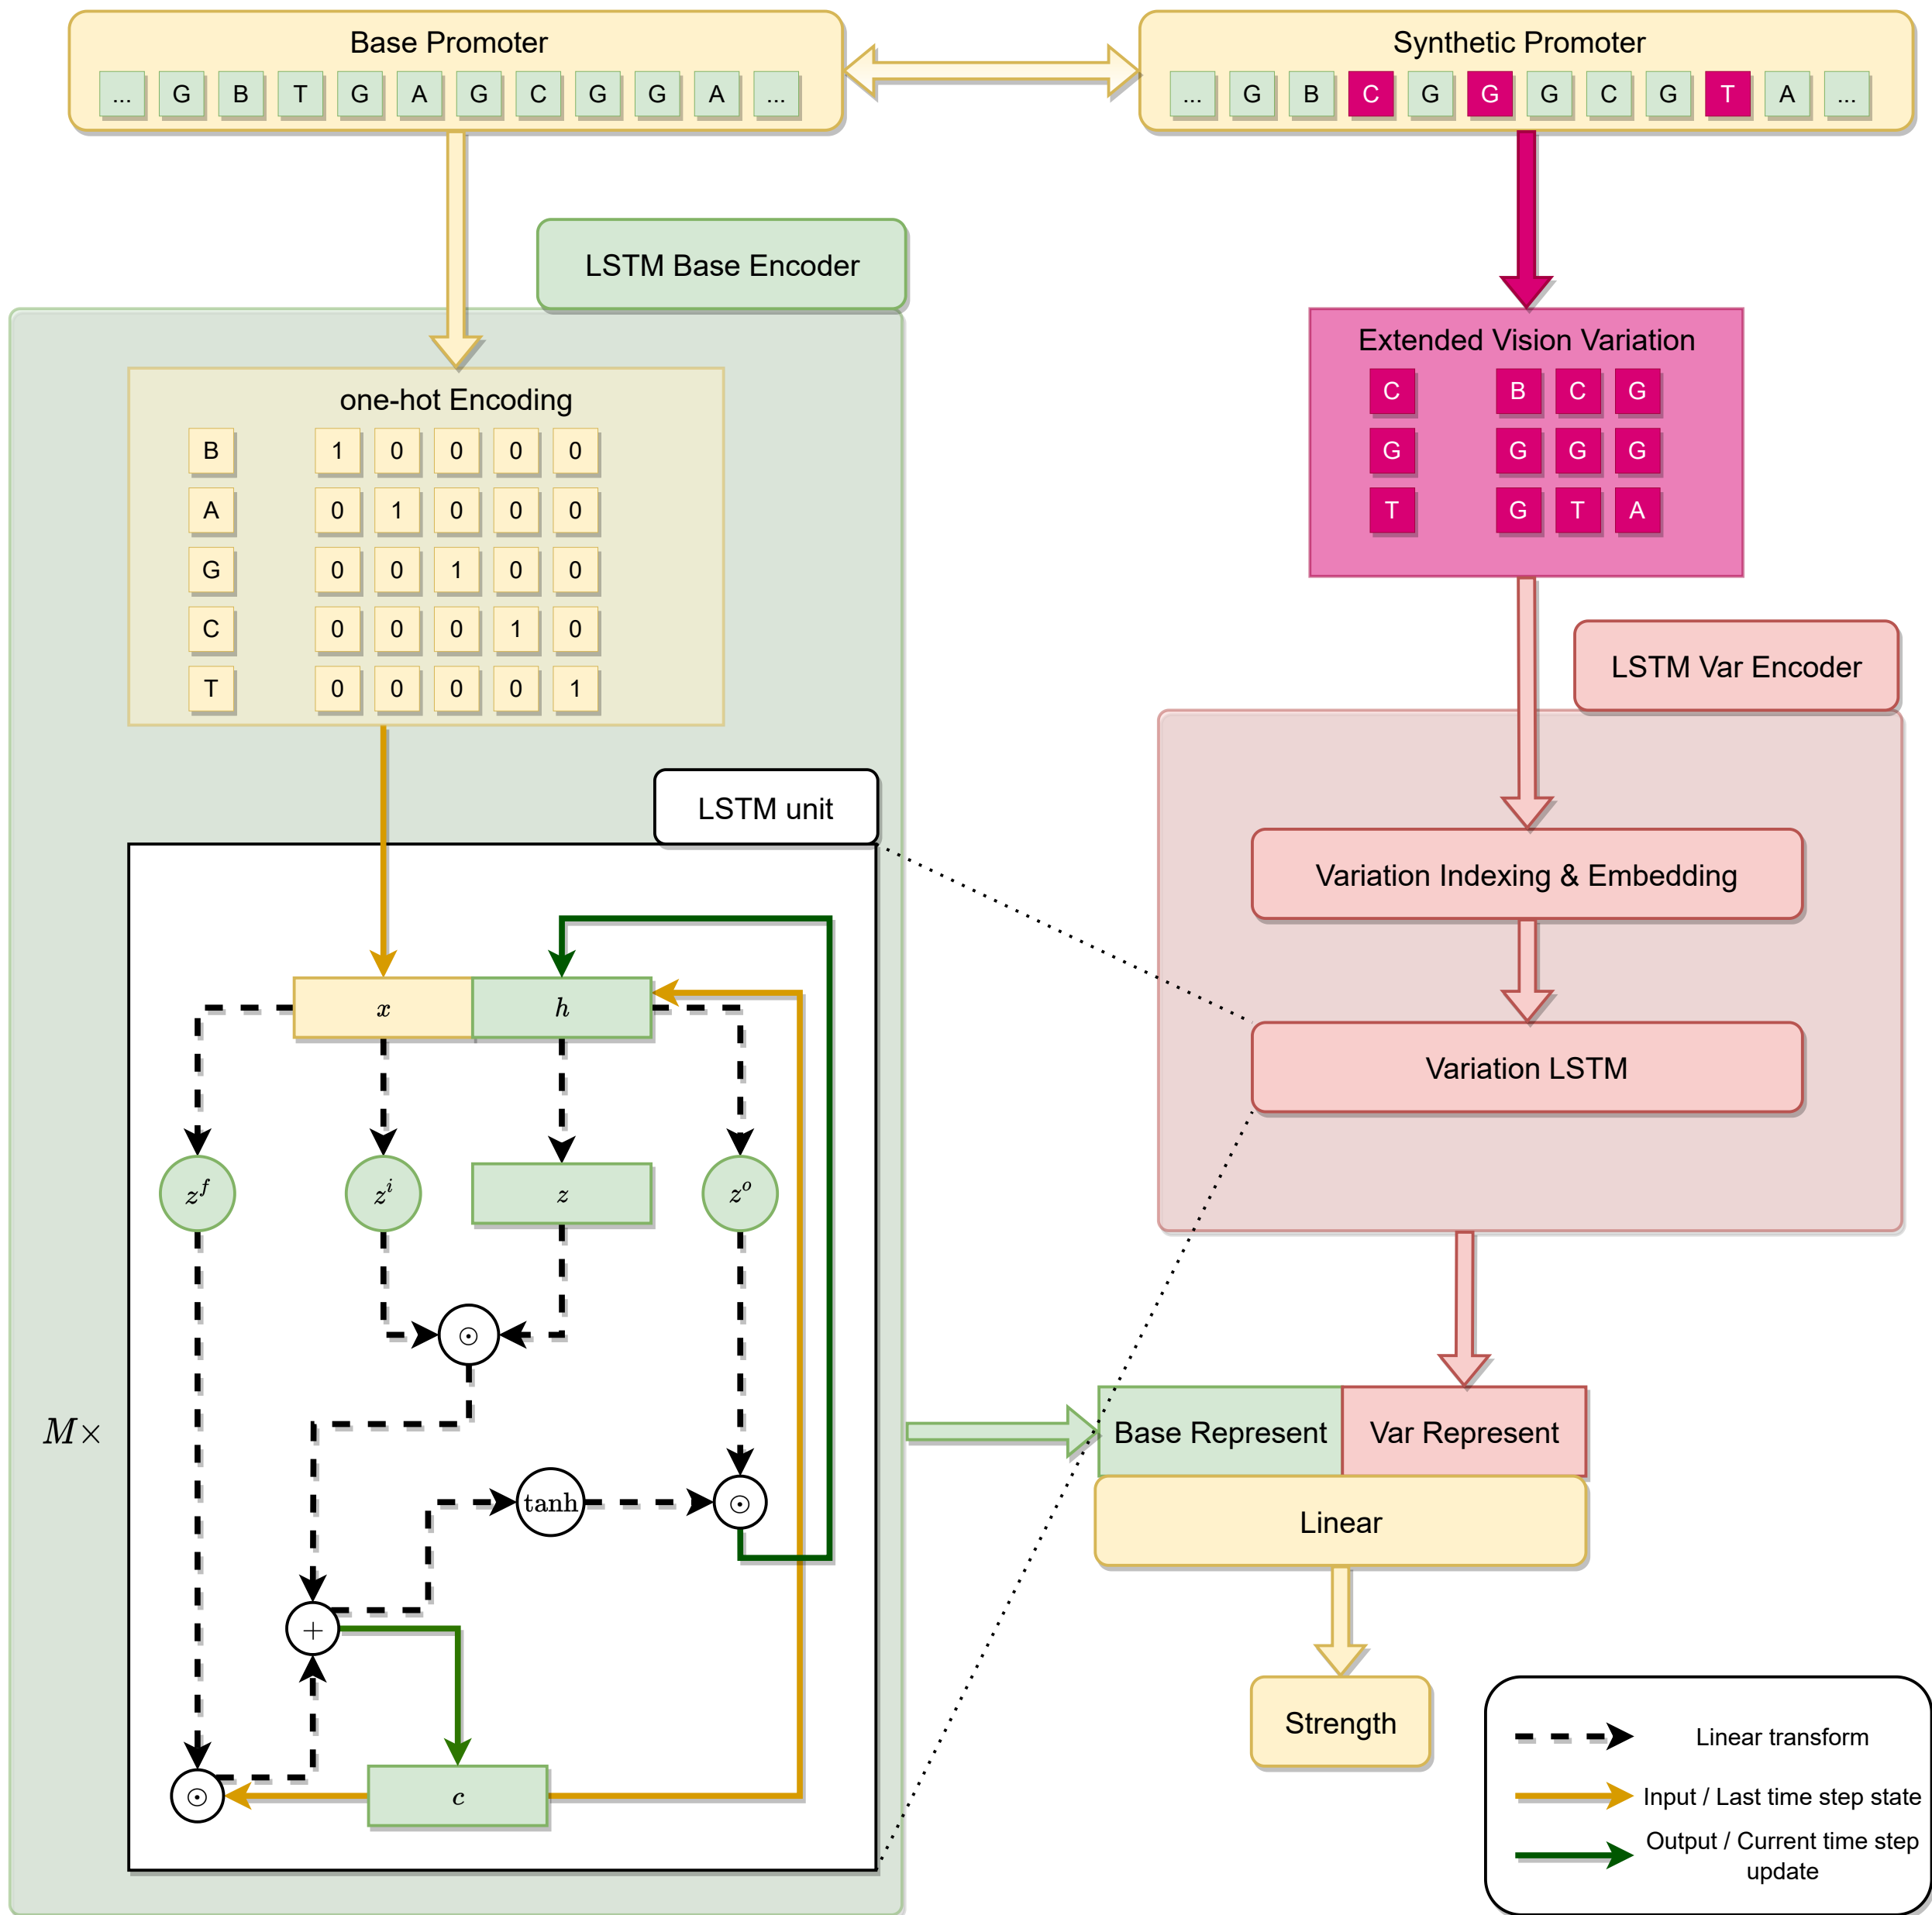 Base Promoter
... G B T G A G C G G A ...
Synthetic Promoter
... G B C G G G C G T A ...
LSTM Base Encoder
one-hot Encoding
B 1 0 0 0 0
A 0 1 0 0 0
G 0 0 1 0 0
C 0 0 0 1 0
T 0 0 0 0 1
Extended Vision Variation
C B C G
G G G G
T G T A
LSTM Var Encoder
LSTM unit
Variation Indexing & Embedding
Variation LSTM
x h
z^f z^i z z^o
⊙
M×
tanh ⊙
+
⊙ c
Base Represent Var Represent
Linear
Strength
Linear transform
Input / Last time step state
Output / Current time step
update